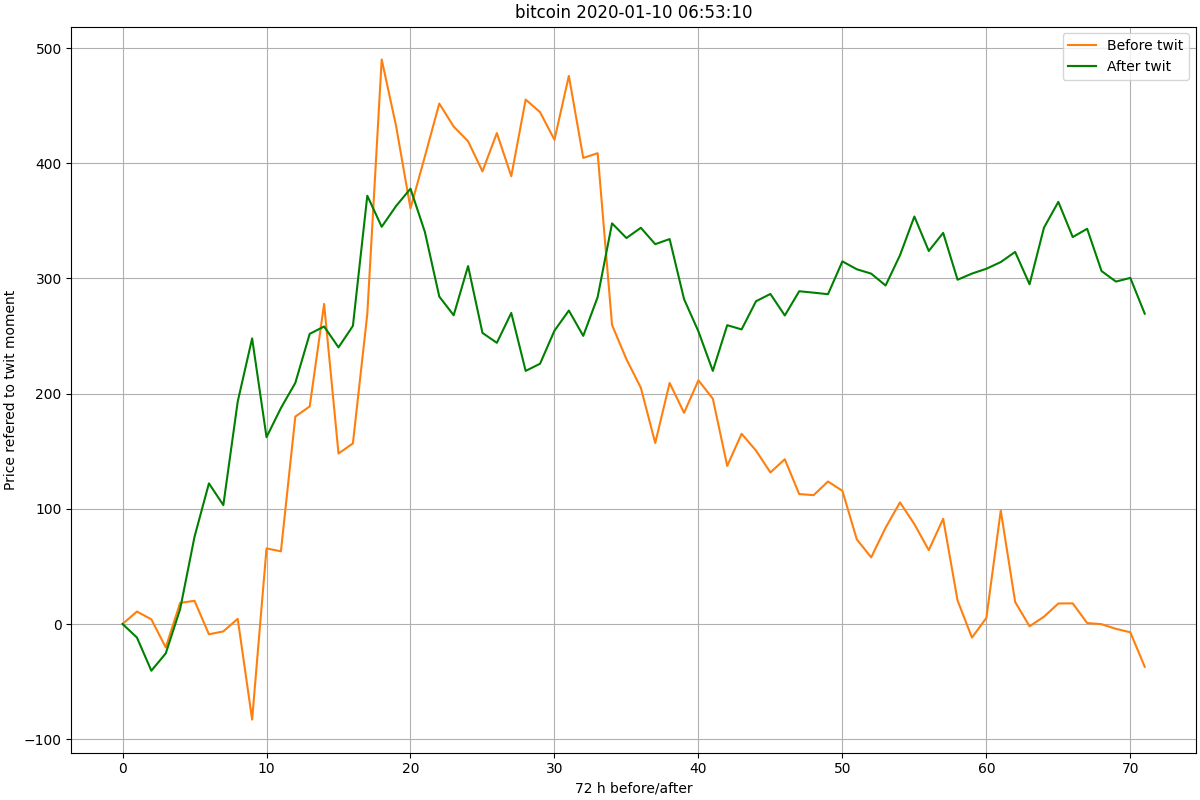 bitcoin 2020-01-10 06:53:10
Before twit
After twit
Price refered to twit moment
500
400
300
200
100
0
−100
0 10 20 30 40 50 60 70
72 h before/after